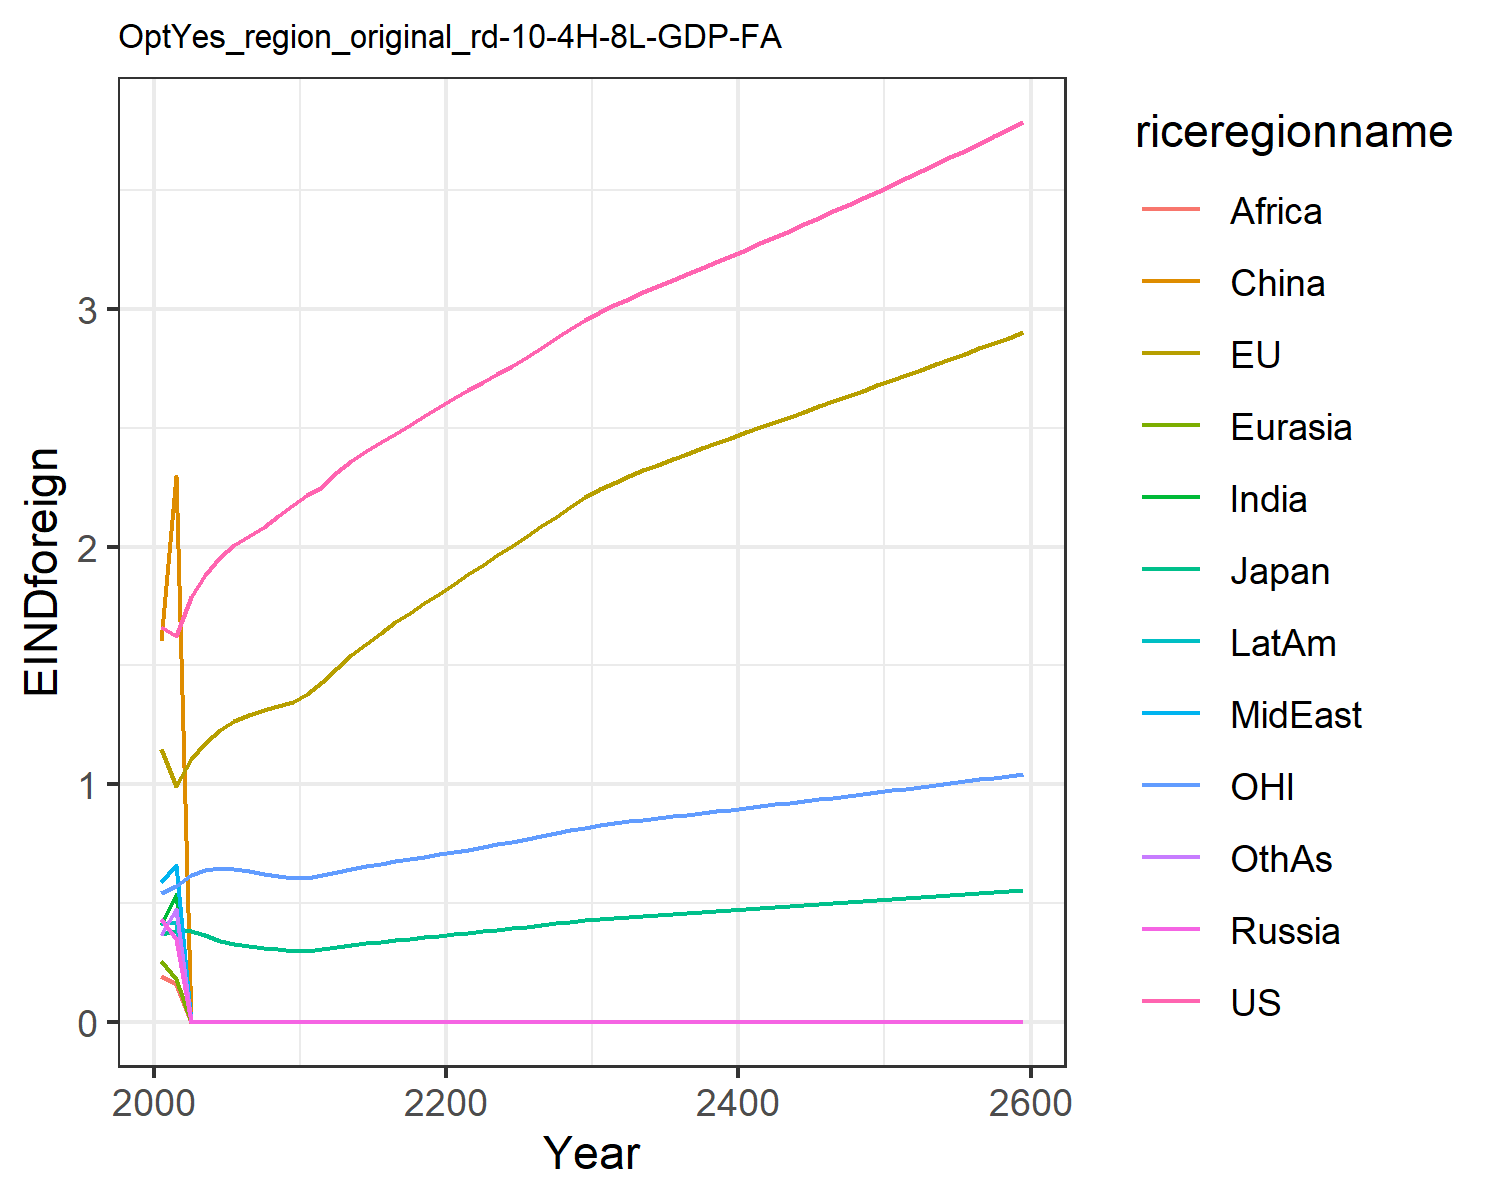 OptYes_region_original_rd-10-4H-8L-GDP-FA
EINDforeign
3
2
1
0
2000
2200
2400
2600
Year
riceregionname
Africa
China
EU
Eurasia
India
Japan
LatAm
MidEast
OHI
OthAs
Russia
US